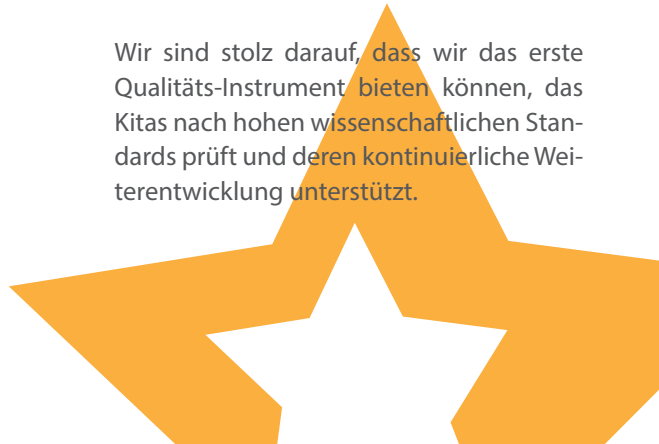 Wir sind stolz darauf, dass wir das erste
Qualitäts-Instrument bieten können, das
Kitas nach hohen wissenschaftlichen Stan-
dards prüft und deren kontinuierliche Wei-
terentwicklung unterstützt.